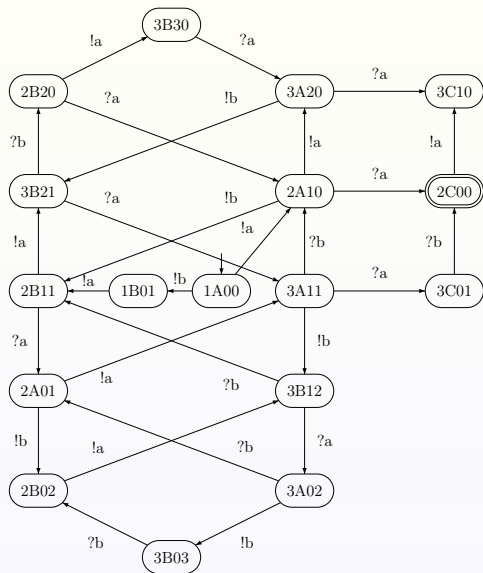 3B30
!a ?a
2B20 3A20 ?a 3C10
?a !b
?b !a !a
3B21 2A10 ?a 2C00
?a !b
!a !a ?b ?b
2B11 !a 1B01 !b 1A00 3A11 ?a 3C01
?a !b
2A01 !a ?b 3B12
!b !a ?b ?a
2B02 3A02
?b !b
3B03